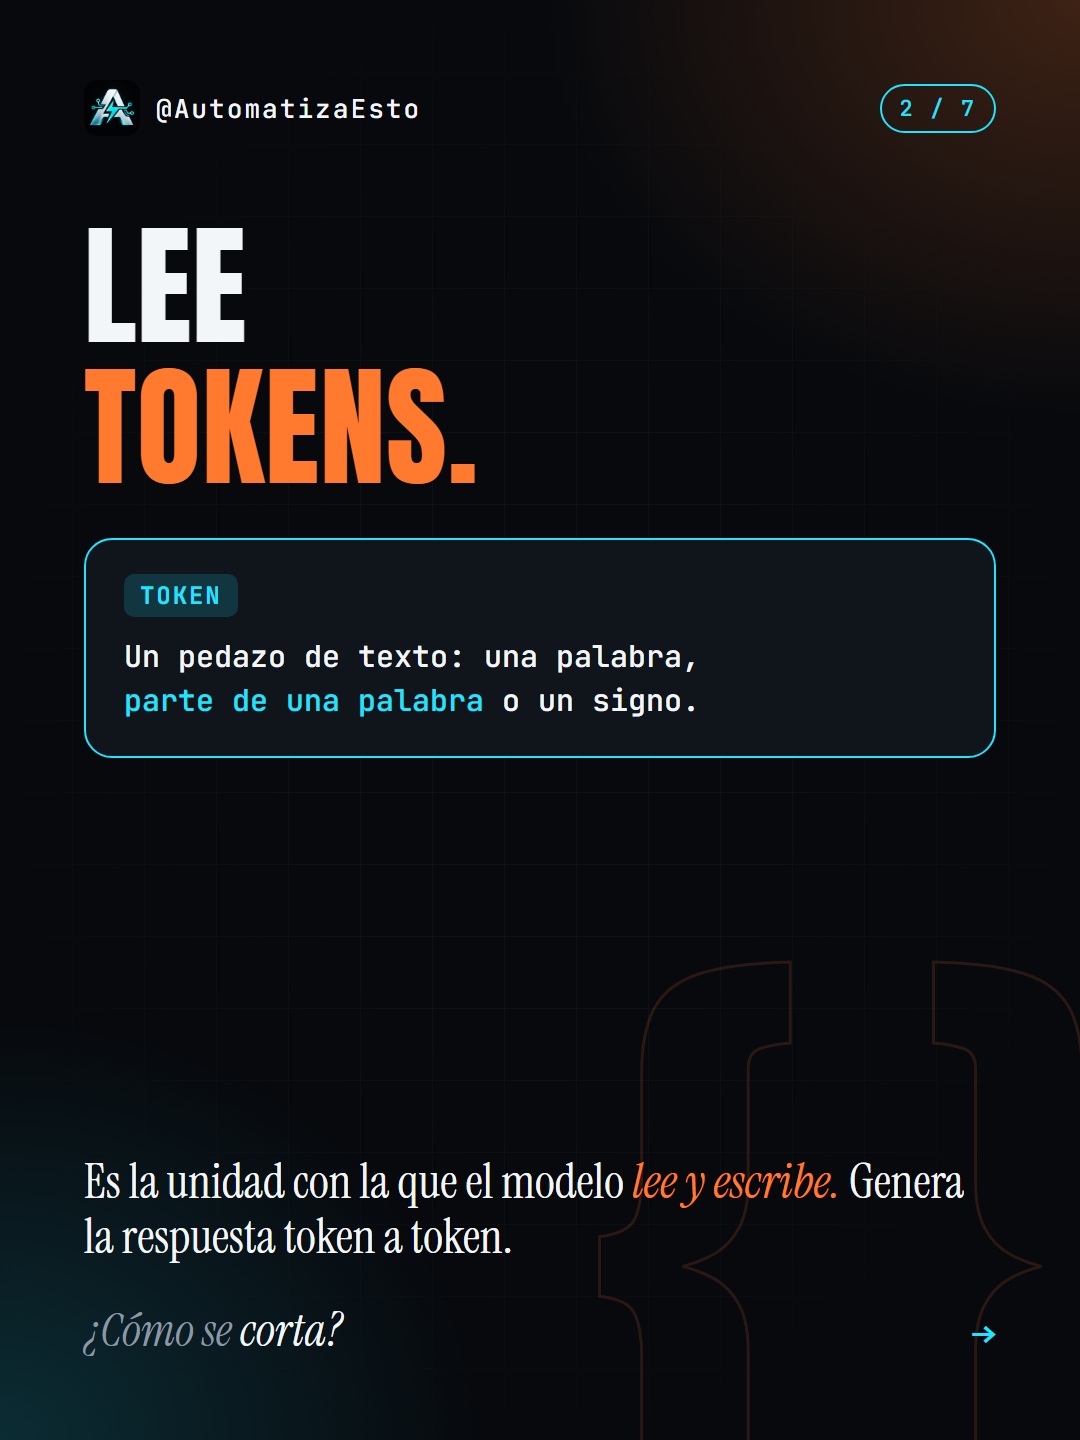 @AutomatizaEsto
2 / 7
LEE
TOKENS.
TOKEN
Un pedazo de texto: una palabra,
parte de una palabra o un signo.
Es la unidad con la que el modelo lee y escribe. Genera
la respuesta token a token.
¿Cómo se corta?
→